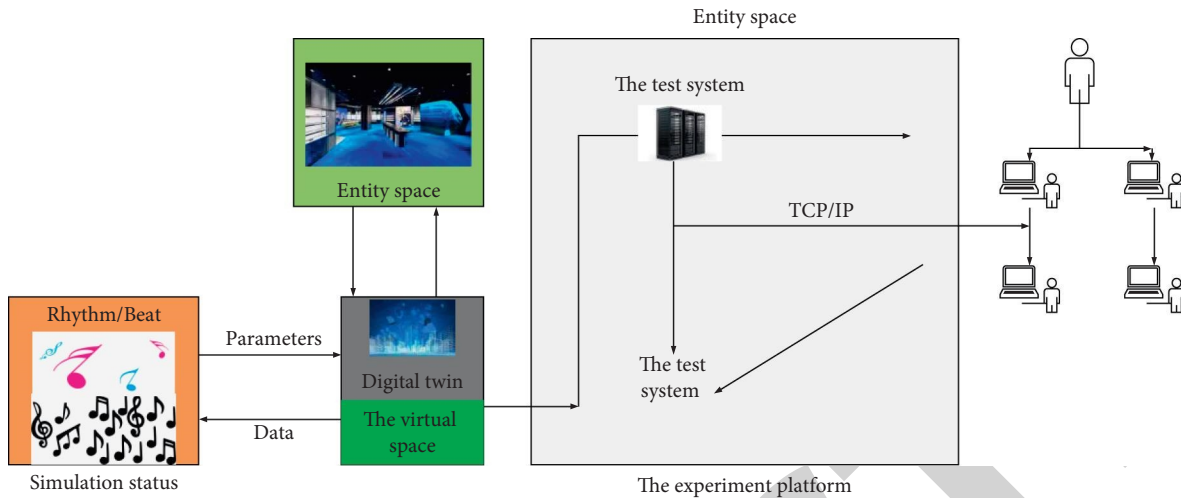 Entity space
The test system
Entity space
TCP/IP
Rhythm/Beat
Parameters
Digital twin
The test
system
The virtual
space
Data
Simulation status
The experiment platform